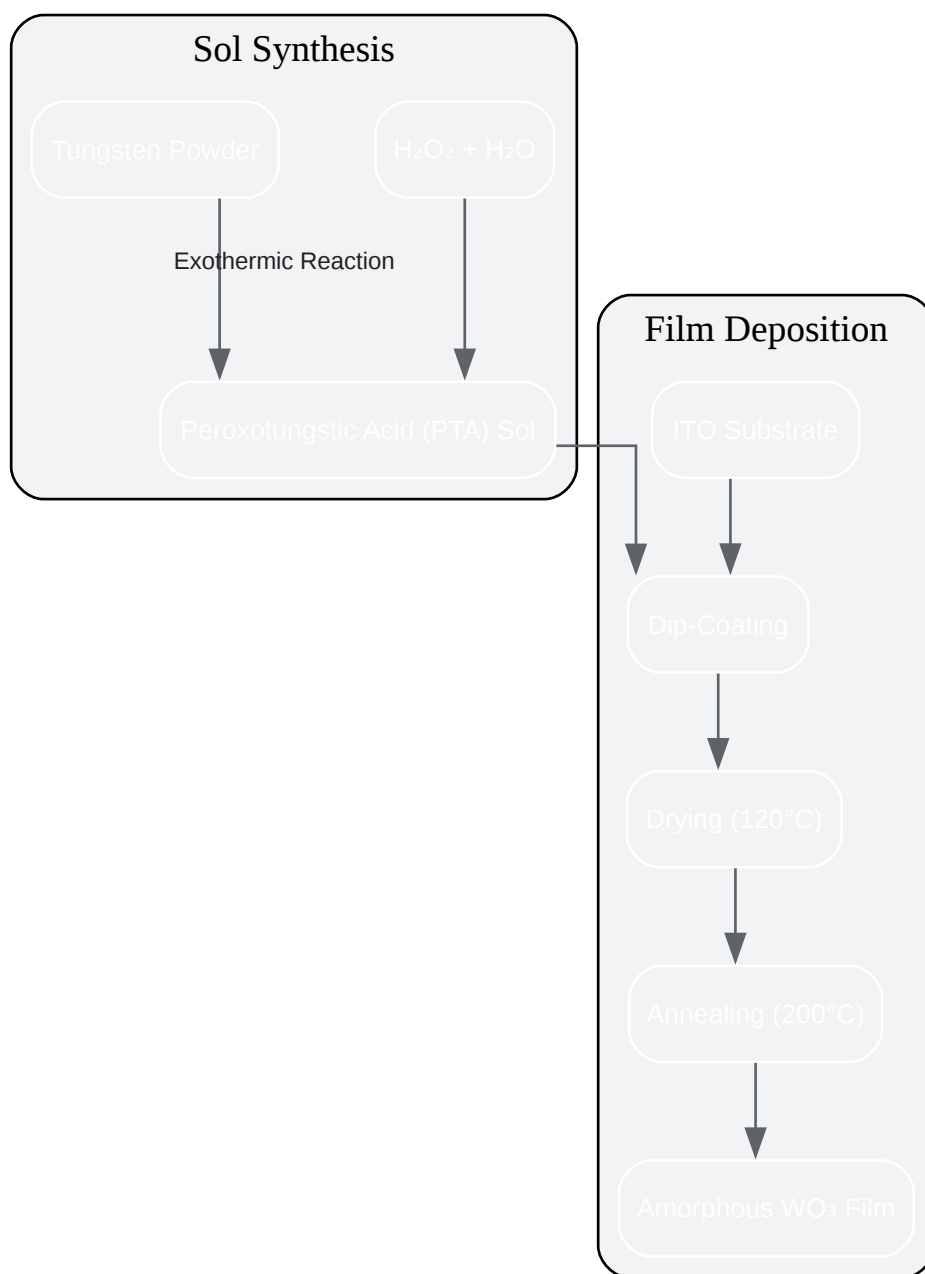 Sol Synthesis
Tungsten Powder
H₂O₂ + H₂O
Exothermic Reaction
Peroxotungstic Acid (PTA) Sol
Film Deposition
ITO Substrate
Dip-Coating
Drying (120°C)
Annealing (200°C)
Amorphous WO₃ Film